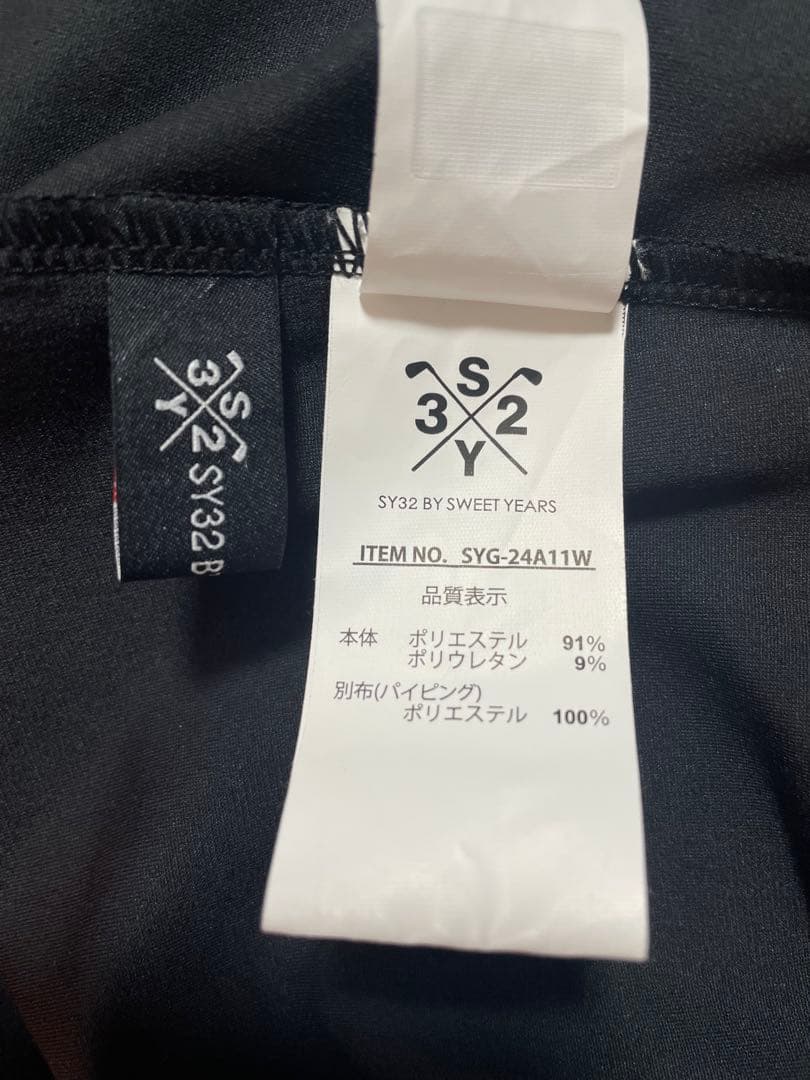 S
3 2
Y
SY32 B
S
3 2
Y
SY32 BY SWEET YEARS
ITEM NO. SYG-24A11W
品質表示
本体 ポリエステル 91%
ポリウレタン 9%
別布(パイピング)
ポリエステル 100%